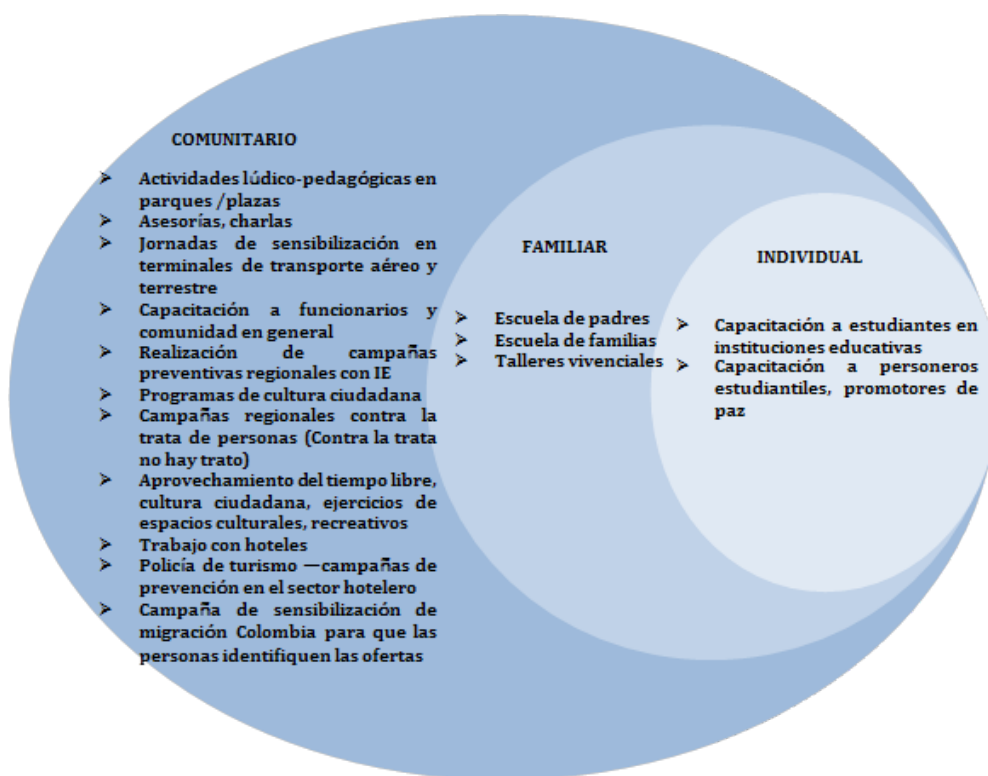 COMUNITARIO
➢ Actividades lúdico-pedagógicas en
parques /plazas
➢ Asesorías, charlas
➢ Jornadas de sensibilización en
terminales de transporte aéreo y
terrestre
➢ Capacitación a funcionarios y
comunidad en general
➢ Realización de campañas
preventivas regionales con IE
➢ Programas de cultura ciudadana
➢ Campañas regionales contra la
trata de personas (Contra la trata
no hay trato)
➢ Aprovechamiento del tiempo libre,
cultura ciudadana, ejercicios de
espacios culturales, recreativos
➢ Trabajo con hoteles
➢ Policía de turismo —campañas de
prevención en el sector hotelero
➢ Campaña de sensibilización de
migración Colombia para que las
personas identifiquen las ofertas
FAMILIAR
➢ Escuela de padres
➢ Escuela de familias
➢ Talleres vivenciales
INDIVIDUAL
➢ Capacitación a estudiantes en
instituciones educativas
➢ Capacitación a personeros
estudiantiles, promotores de
paz